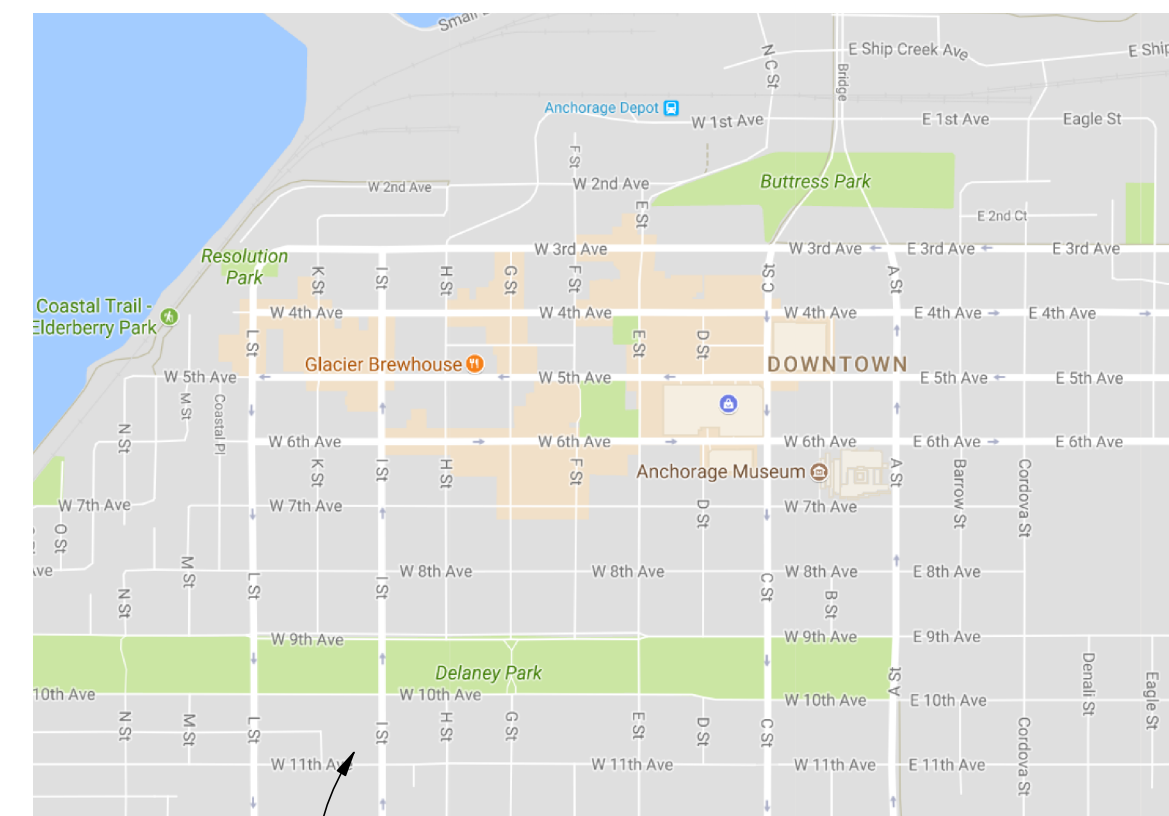 Small
E Ship Creek Ave
E Ship
N C St
Bridge
Anchorage Depot
W 1st Ave
E 1st Ave
Eagle St
F St
W 2nd Ave
W 2nd Ave
Buttress Park
E St
E 2nd Ct
W 3rd Ave
W 3rd Ave
E 3rd Ave
E 3rd Ave
Resolution
Park
K St
I St
H St
G St
F St
C St
A St
Coastal Trail -
Elderberry Park
W 4th Ave
W 4th Ave
W 4th Ave
E 4th Ave
E 4th Ave
L St
E St
D St
Glacier Brewhouse
DOWNTOWN
W 5th Ave
W 5th Ave
E 5th Ave
E 5th Ave
M St
Coastal Pl
N St
W 6th Ave
W 6th Ave
W 6th Ave
E 6th Ave
E 6th Ave
K St
I St
H St
F St
Anchorage Museum
A St
Barrow St
Cordova St
W 7th Ave
W 7th Ave
W 7th Ave
D St
O St
Ave
M St
L St
I St
W 8th Ave
W 8th Ave
W 8th Ave
E 8th Ave
C St
B St
N St
W 9th Ave
W 9th Ave
E 9th Ave
Delaney Park
A St
Denali St
Eagle St
10th Ave
W 10th Ave
W 10th Ave
E 10th Ave
N St
M St
L St
I St
H St
G St
E St
D St
C St
Cordova St
W 11th Ave
W 11th Ave
W 11th Ave
E 11th Ave